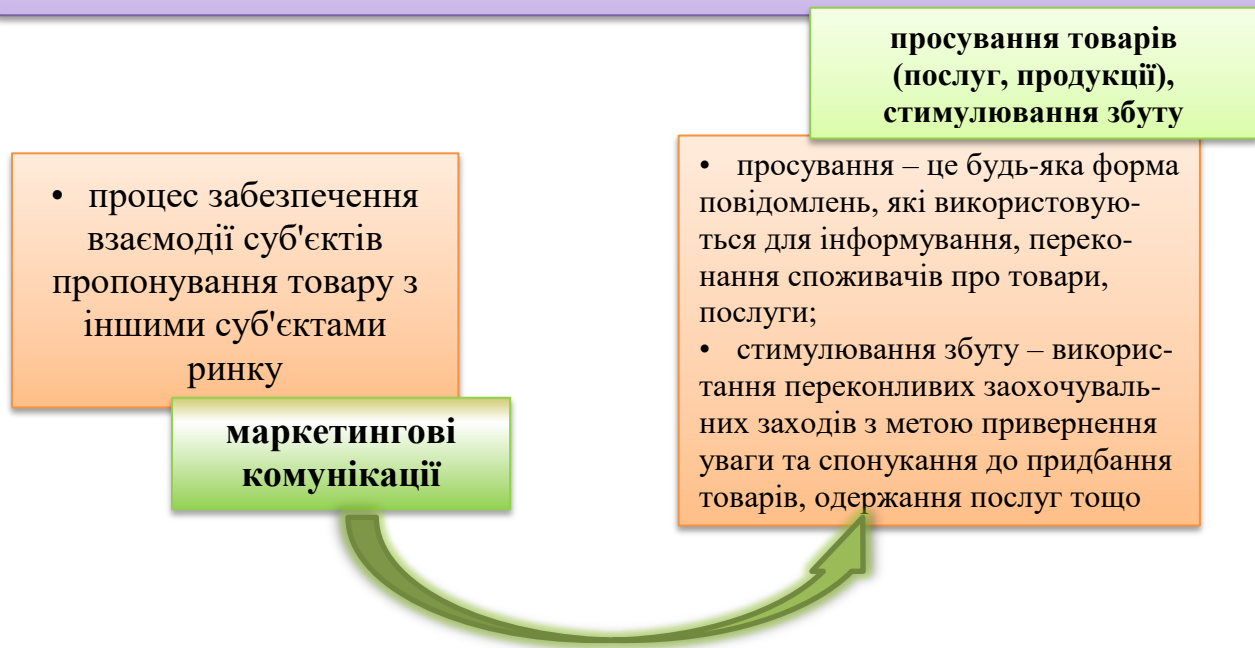 • процес забезпечення
взаємодії суб'єктів
пропонування товару з
іншими суб'єктами
ринку
маркетингові
комунікації
просування товарів
(послуг, продукції),
стимулювання збуту
• просування – це будь-яка форма
повідомлень, які використовую-
ться для інформування, переко-
нання споживачів про товари,
послуги;
• стимулювання збуту – викорис-
тання переконливих заохочуваль-
них заходів з метою привернення
уваги та спонукання до придбання
товарів, одержання послуг тощо